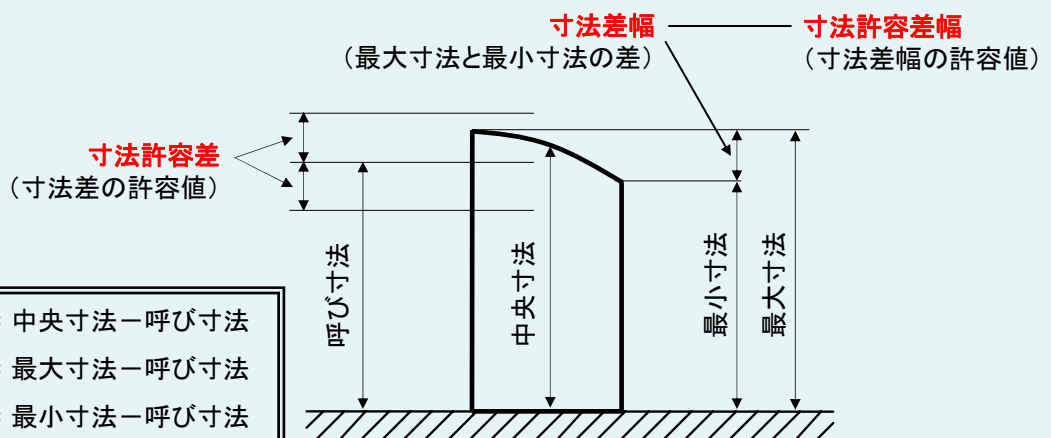 寸法差幅
寸法許容差幅
(最大寸法と最小寸法の差)
(寸法差幅の許容値)
寸法許容差
(寸法差の許容値)
呼び寸法
中央寸法
最小寸法
最大寸法
中央寸法－呼び寸法
最大寸法－呼び寸法
最小寸法－呼び寸法